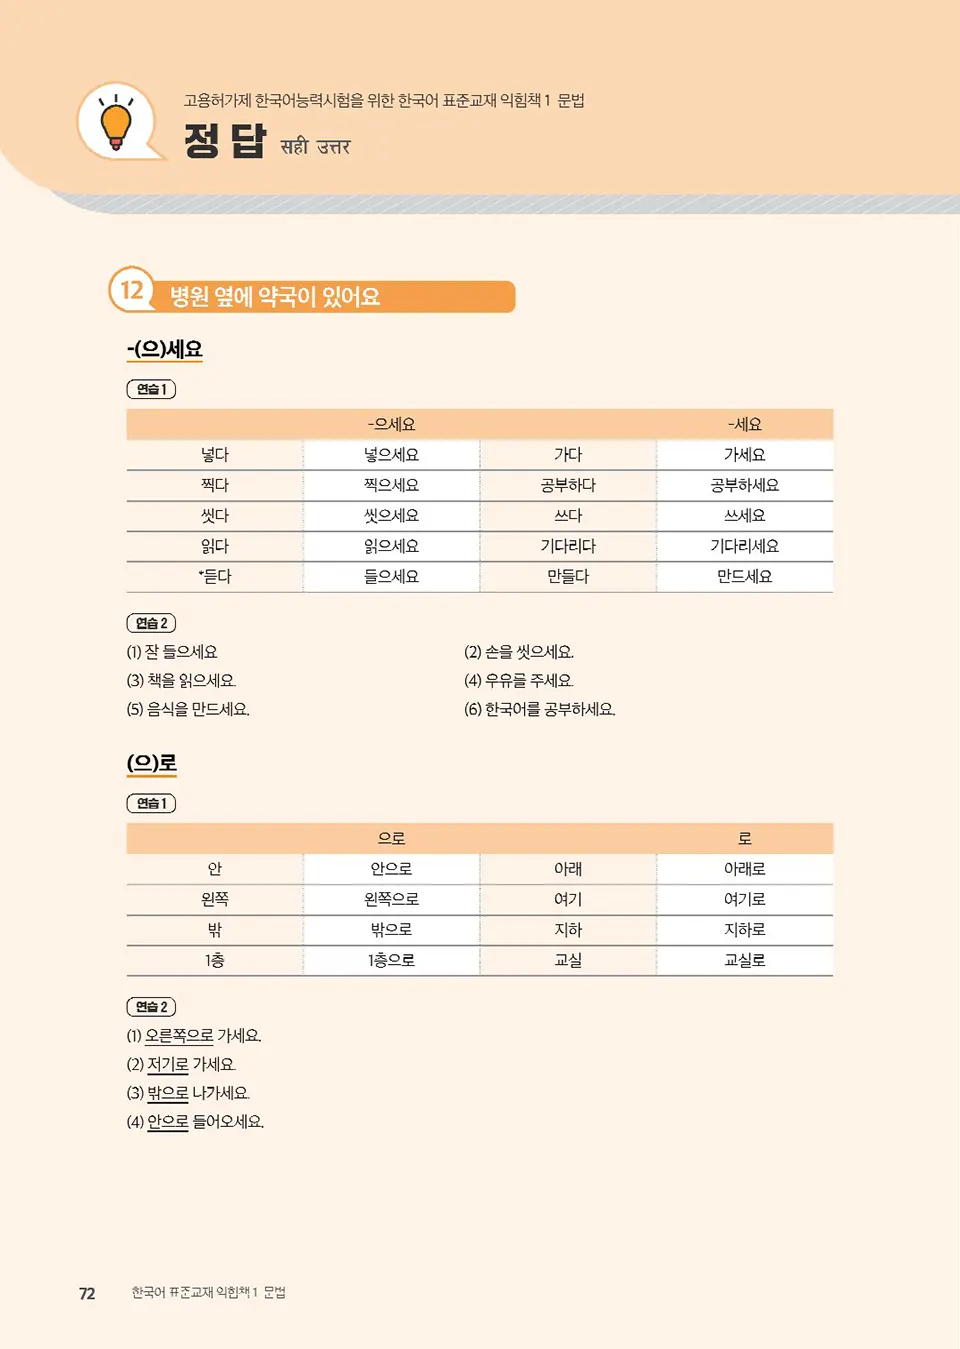 고용허가제 한국어능력시험을 위한 한국어 표준교재 익힘책 1 문법
정답 सही उत्तर
12 병원 옆에 약국이 있어요
-(으)세요
연습 1
-으세요 -세요
넣다 넣으세요 가다 가세요
찍다 찍으세요 공부하다 공부하세요
씻다 씻으세요 쓰다 쓰세요
읽다 읽으세요 기다리다 기다리세요
*듣다 들으세요 만들다 만드세요
연습 2
(1) 잘 들으세요. (2) 손을 씻으세요.
(3) 책을 읽으세요. (4) 우유를 주세요.
(5) 음식을 만드세요. (6) 한국어를 공부하세요.
(으)로
연습 1
으로 로
안 안으로 아래 아래로
왼쪽 왼쪽으로 여기 여기로
밖 밖으로 지하 지하로
1층 1층으로 교실 교실로
연습 2
(1) 오른쪽으로 가세요.
(2) 저기로 가세요.
(3) 밖으로 나가세요.
(4) 안으로 들어오세요.
72 한국어 표준교재 익힘책 1 문법